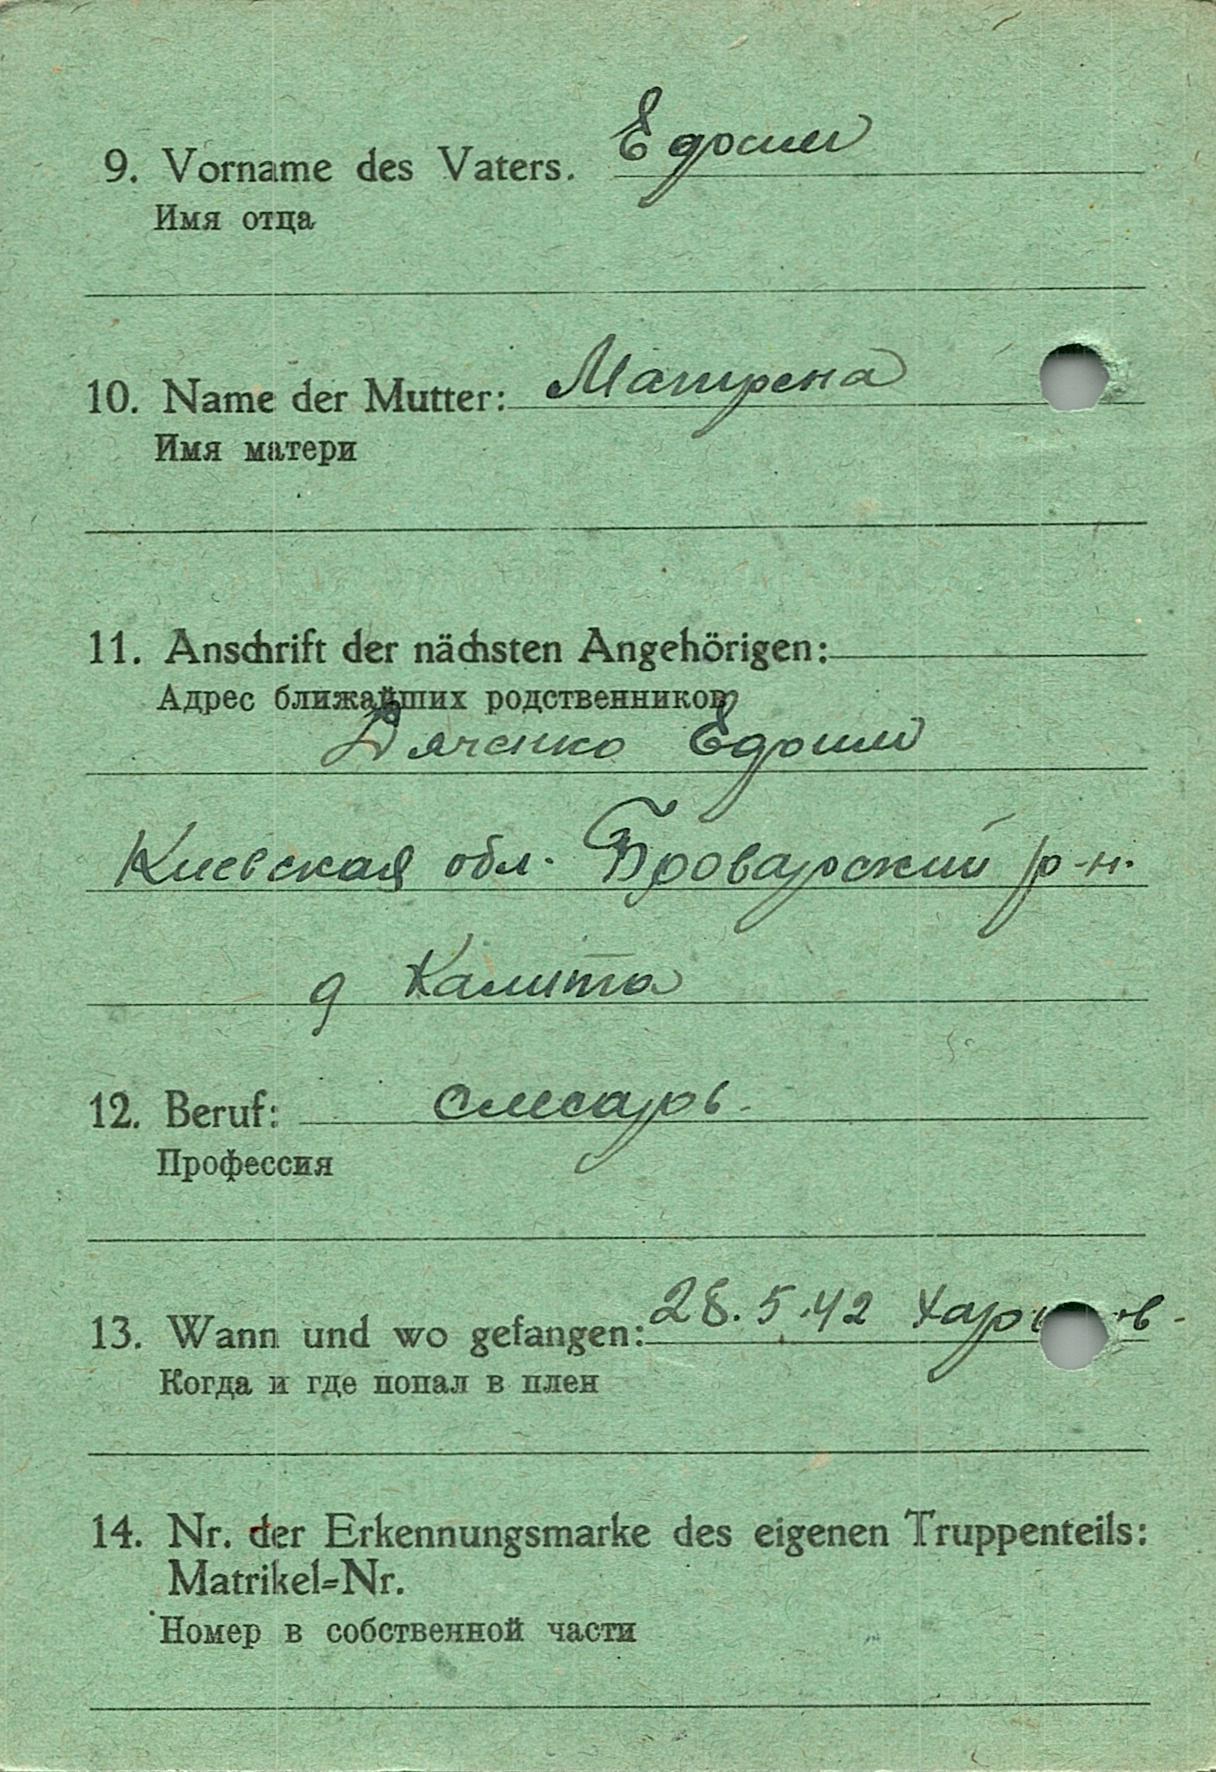 9. Vorname des Vaters. Едоким
Имя отца
10. Name der Mutter: Матрена
Имя матери
11. Anschrift der nächsten Angehörigen:
Адрес ближайших родственников
Дяченко Едоким
Киевская обл. Броварский р-н.
д Калита
12. Beruf: слесарь.
Профессия
13. Wann und wo gefangen: 28.5.42
Когда и где попал в плен
14. Nr. der Erkennungsmarke des eigenen Truppenteils:
Matrikel-Nr.
Номер в собственной части